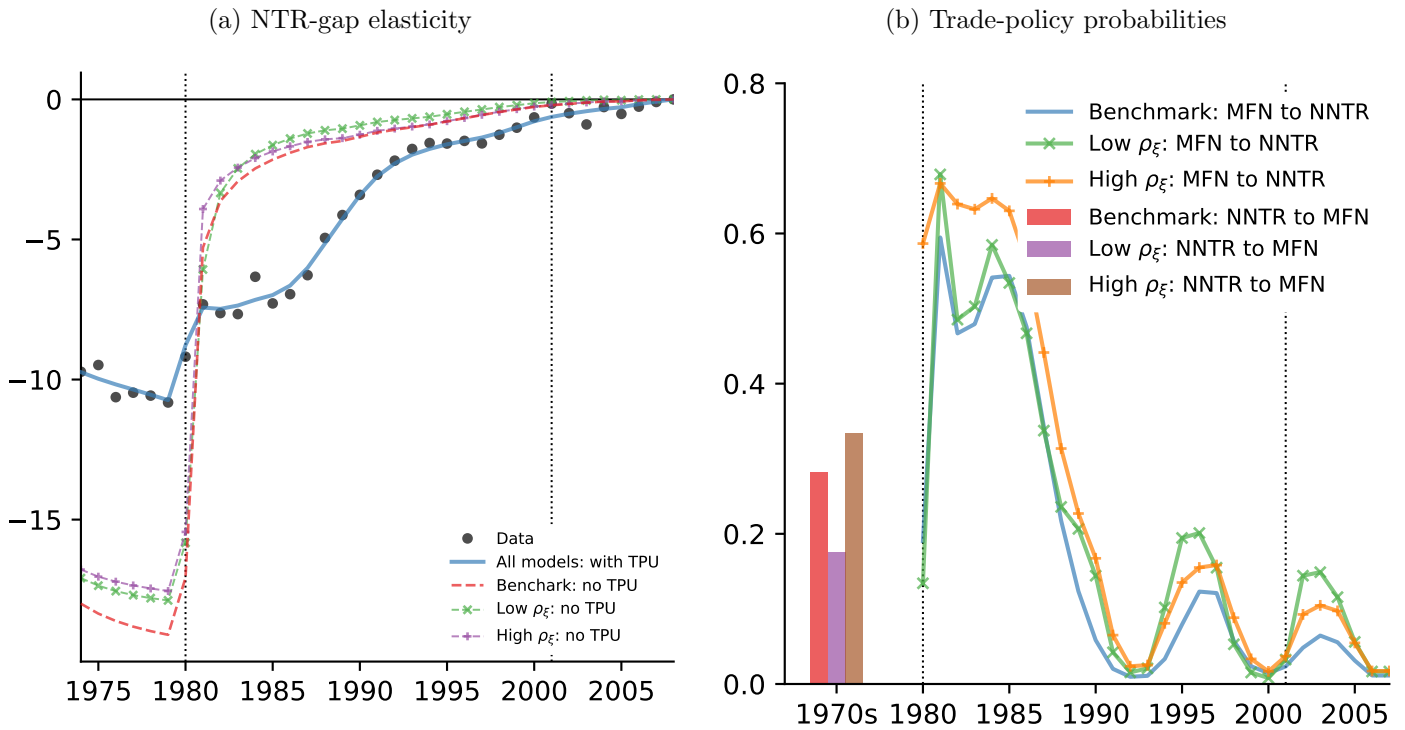 (a) NTR-gap elasticity
0
−5
−10
−15
1975 1980 1985 1990 1995 2000 2005
Data
All models: with TPU
Benchark: no TPU
Low ρξ: no TPU
High ρξ: no TPU
(b) Trade-policy probabilities
0.8
0.6
0.4
0.2
0.0
1970s 1980 1985 1990 1995 2000 2005
Benchmark: MFN to NNTR
Low ρξ: MFN to NNTR
High ρξ: MFN to NNTR
Benchmark: NNTR to MFN
Low ρξ: NNTR to MFN
High ρξ: NNTR to MFN